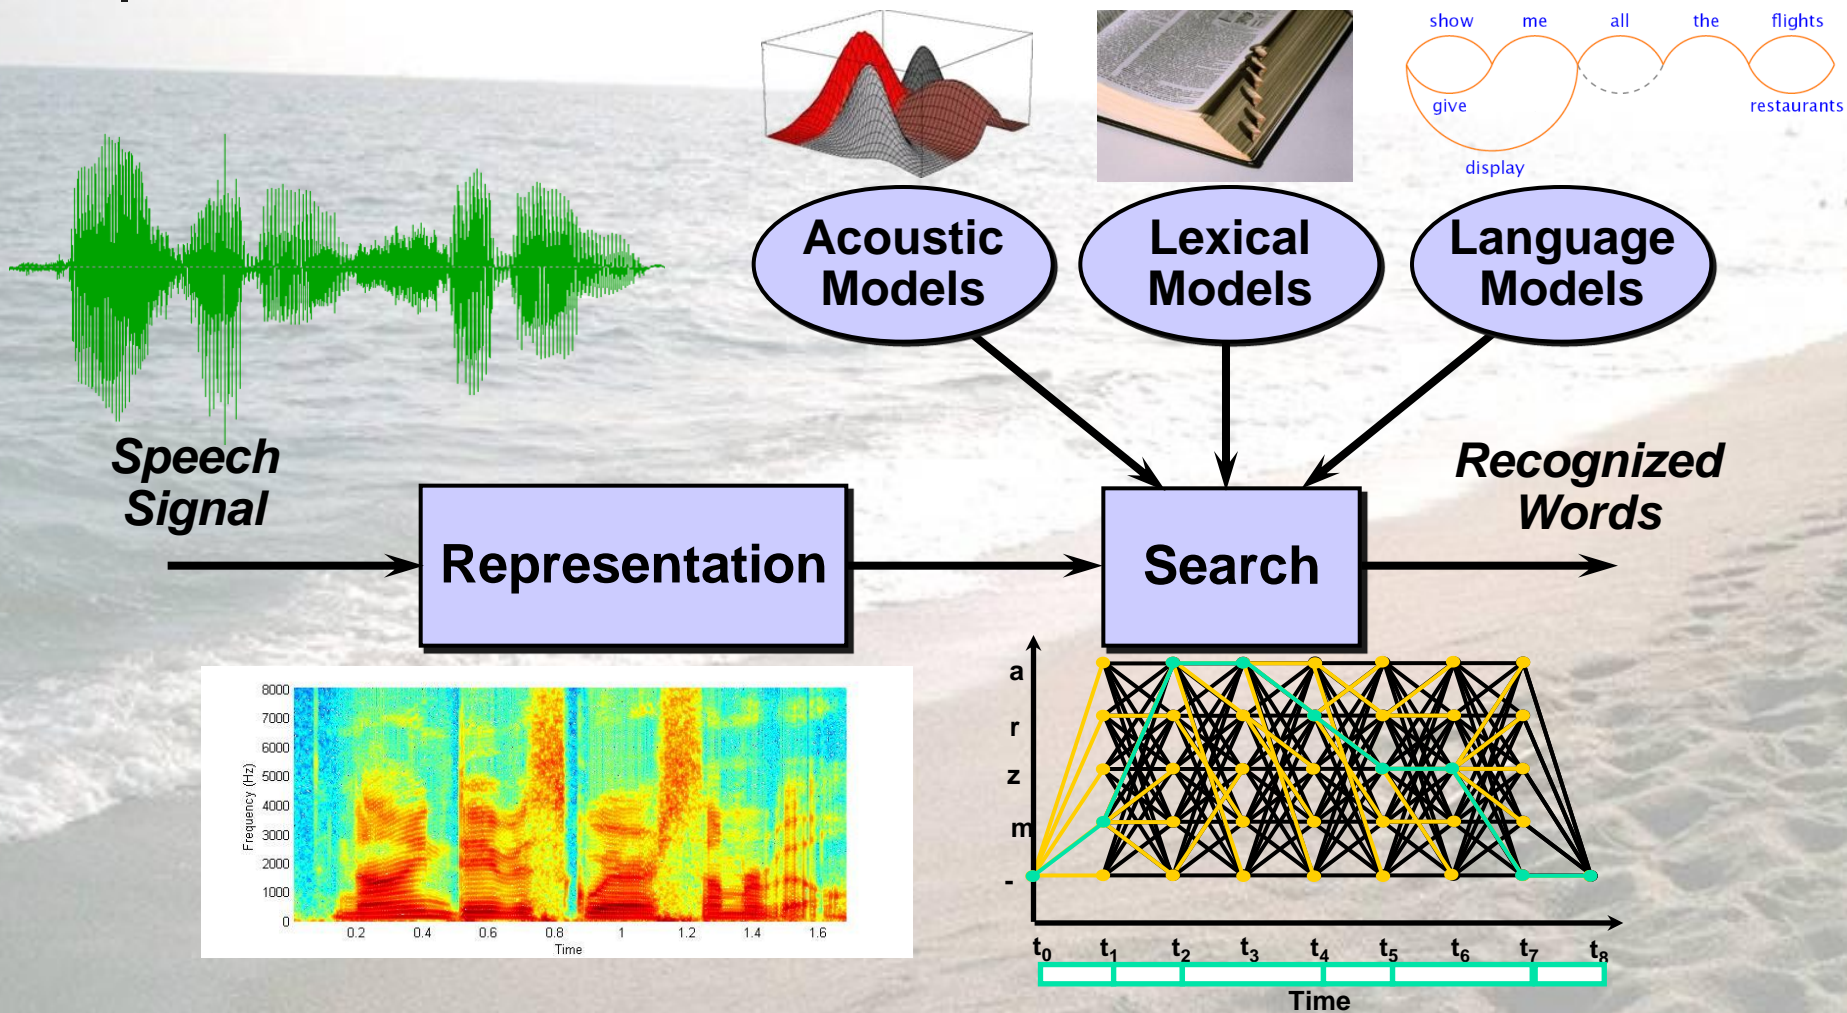 show me all the flights
give restaurants
display
Acoustic
Models
Lexical
Models
Language
Models
Speech
Signal
Recognized
Words
Representation
Search
8000
7000
6000
5000
4000
3000
2000
1000
0
Frequency (Hz)
0.2 0.4 0.6 0.8 1 1.2 1.4 1.6
Time
a
r
z
m
-
t0 t1 t2 t3 t4 t5 t6 t7 t8
Time